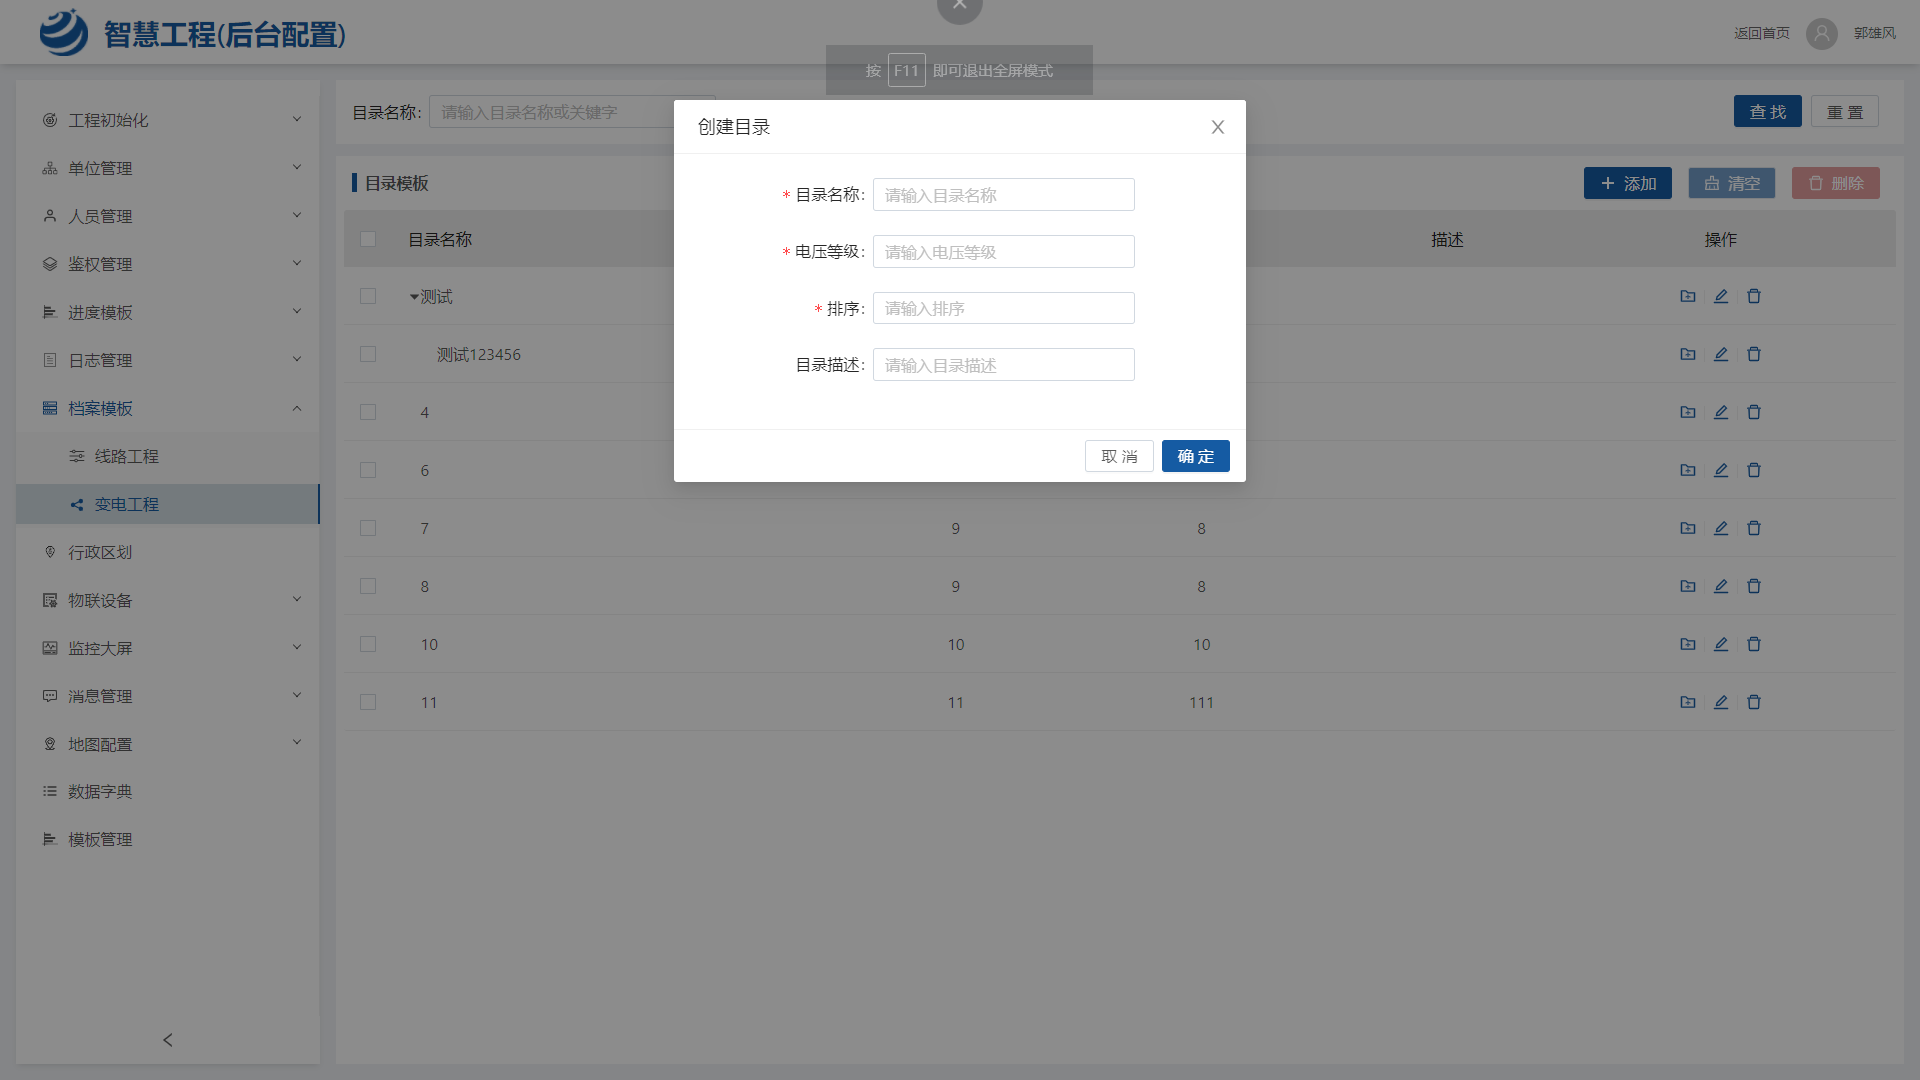 智慧工程(后台配置)
返回首页
郭雄风
按 F11 即可退出全屏模式
工程初始化
单位管理
人员管理
鉴权管理
进度模板
日志管理
档案模板
线路工程
变电工程
行政区划
物联设备
监控大屏
消息管理
地图配置
数据字典
模板管理
目录名称: 请输入目录名称或关键字
查 找
重 置
目录模板
添加
清空
删除
目录名称 描述 操作
测试
测试123456
4
6
7 9 8
8 9 8
10 10 10
11 11 111
创建目录
* 目录名称: 请输入目录名称
* 电压等级: 请输入电压等级
* 排序: 请输入排序
目录描述: 请输入目录描述
取 消
确 定